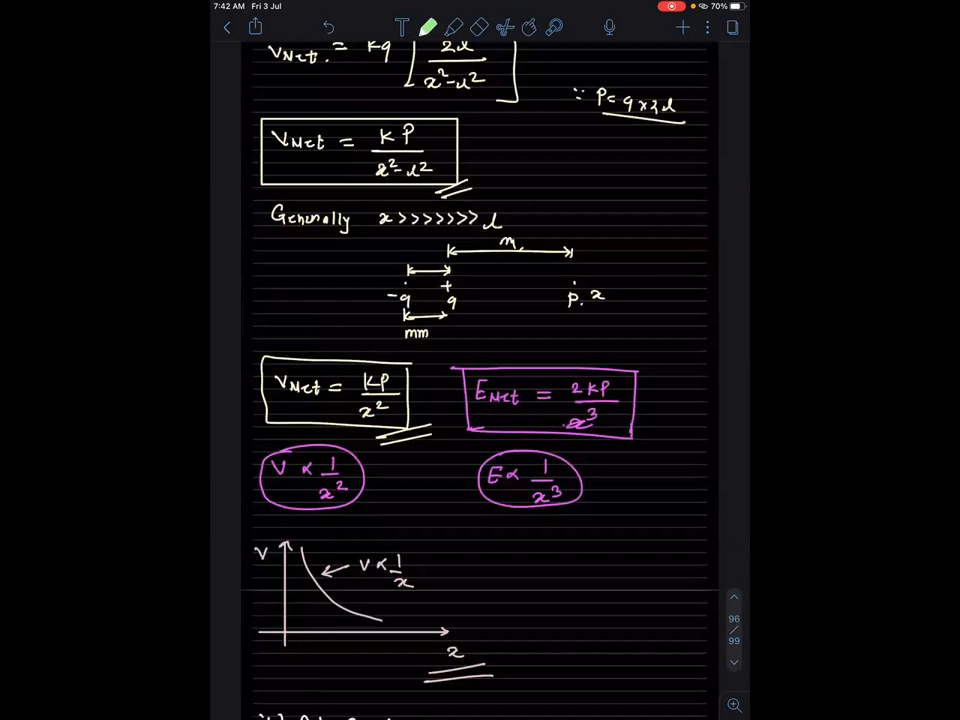 7:42 AM Fri 3 Jul 70%
T
VNet. = Kq [ 2l / x²-l² ]
∵ P = q x 2l
VNet = KP / x²-l²
Generally x >>>>>>> l
m
-q + q p. x
mm
VNet = KP / x² ENet = 2KP / x³
V ∝ 1 / x² E ∝ 1 / x³
V V ∝ 1 / x
x
96
/
99